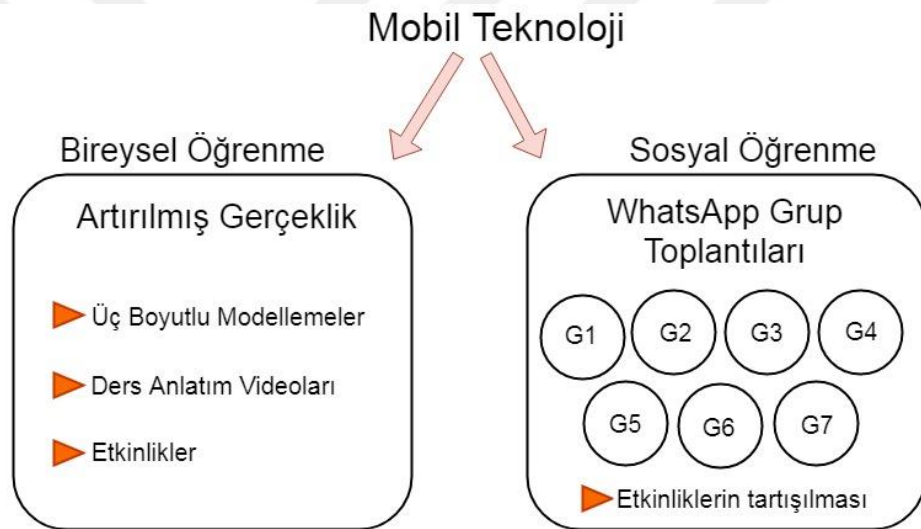 Mobil Teknoloji
Bireysel Öğrenme
Artırılmış Gerçeklik
Üç Boyutlu Modellemeler
Ders Anlatım Videoları
Etkinlikler
Sosyal Öğrenme
WhatsApp Grup
Toplantıları
G1 G2 G3 G4
G5 G6 G7
Etkinliklerin tartışılması